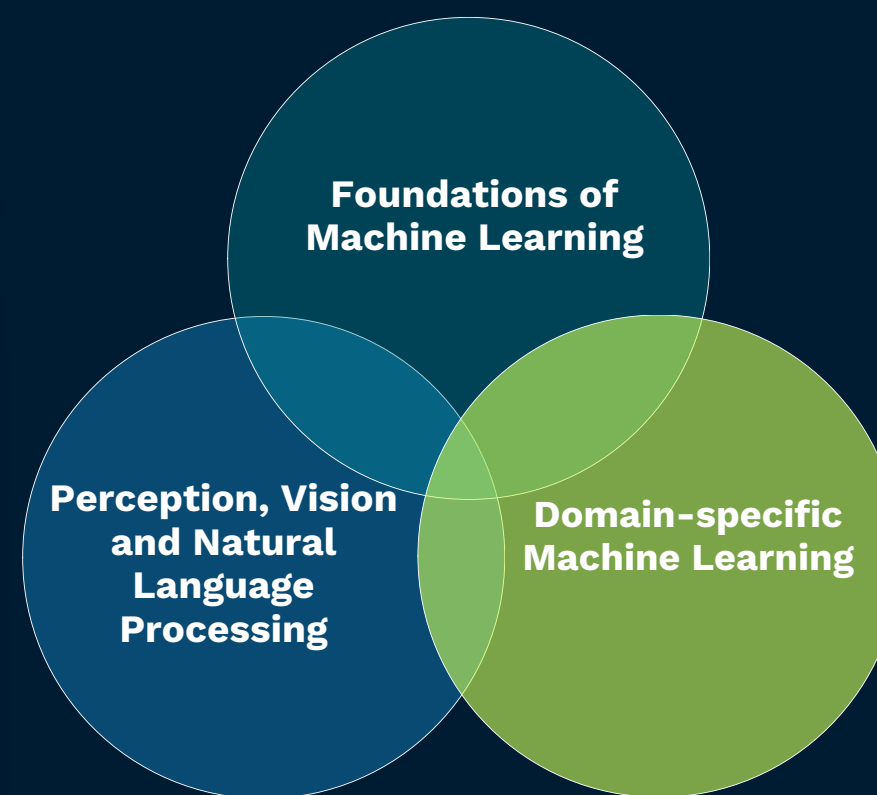 Foundations of
Machine Learning
Perception, Vision
and Natural
Language
Processing
Domain-specific
Machine Learning